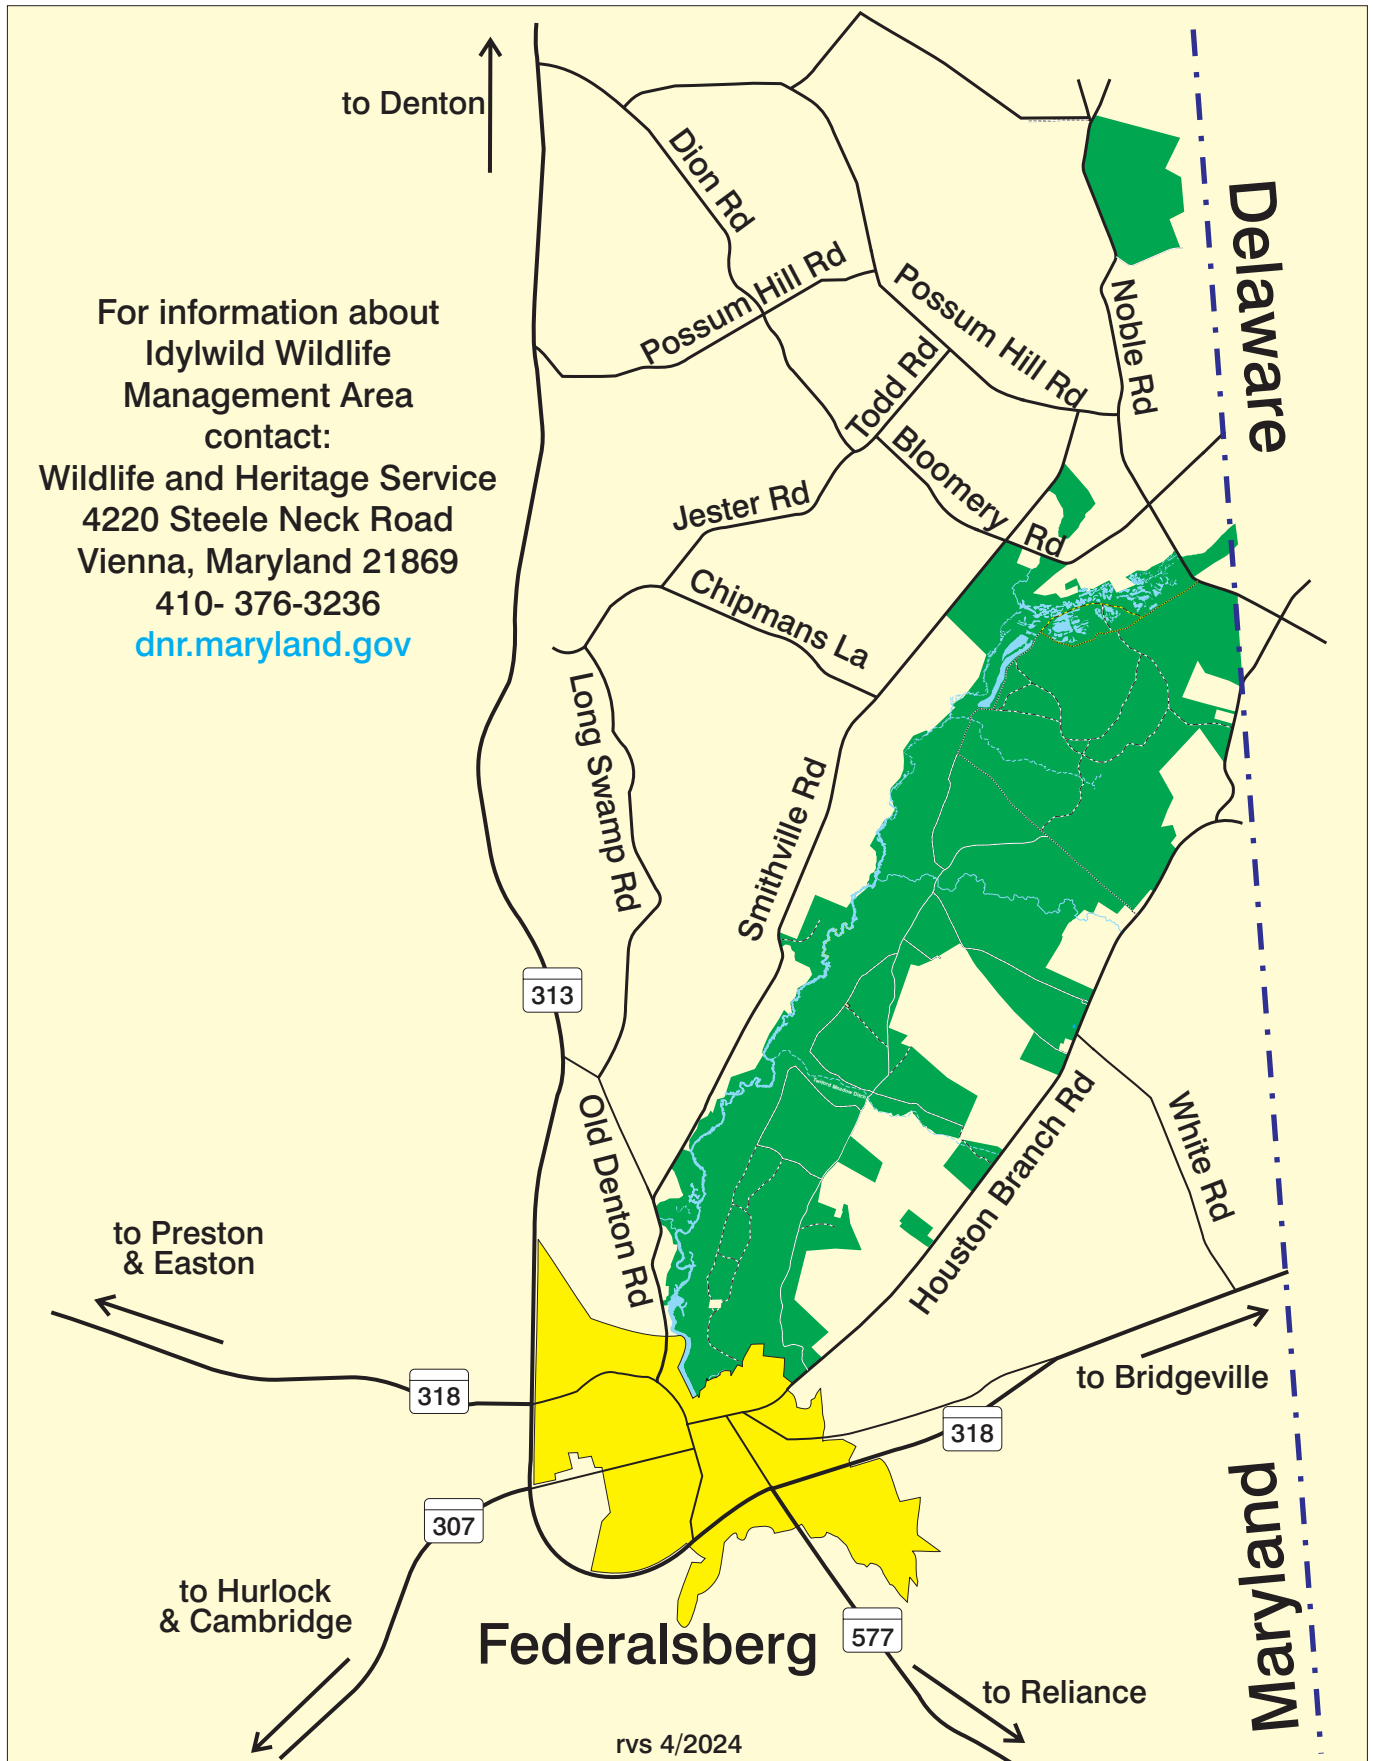 to Denton
Dion Rd
Possum Hill Rd
Possum Hill Rd
Noble Rd
Delaware
Todd Rd
Bloomery Rd
Jester Rd
Chipmans La
For information about
Idylwild Wildlife
Management Area
contact:
Wildlife and Heritage Service
4220 Steele Neck Road
Vienna, Maryland 21869
410- 376-3236
dnr.maryland.gov
Long Swamp Rd
Smithville Rd
313
Old Denton Rd
Twiford Meadow Ditch
Houston Branch Rd
White Rd
to Preston
& Easton
318
to Bridgeville
318
307
to Hurlock
& Cambridge
Federalsberg
577
to Reliance
Maryland
rvs 4/2024